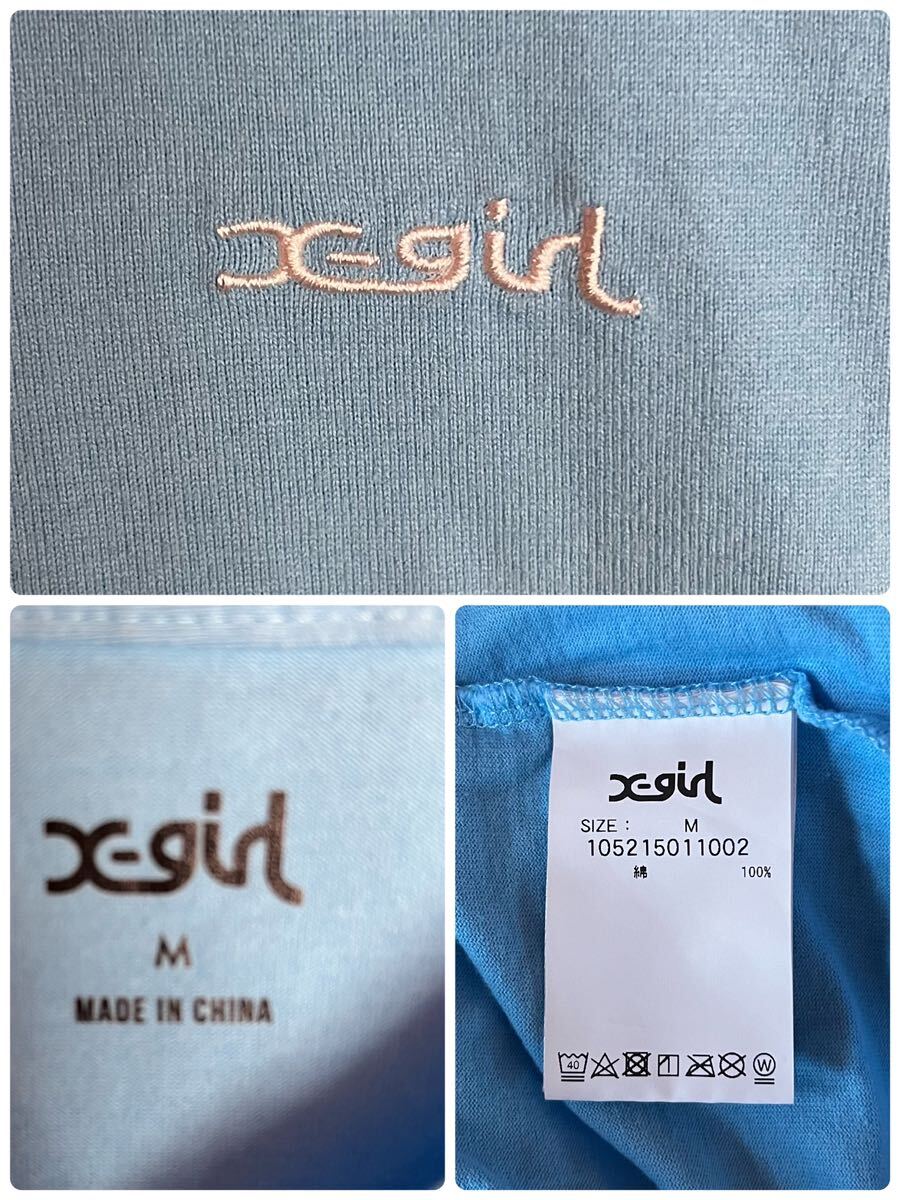 X-girl
X-girl
M
MADE IN CHINA
X-girl
SIZE : M
105215011002
綿 100%
40
W